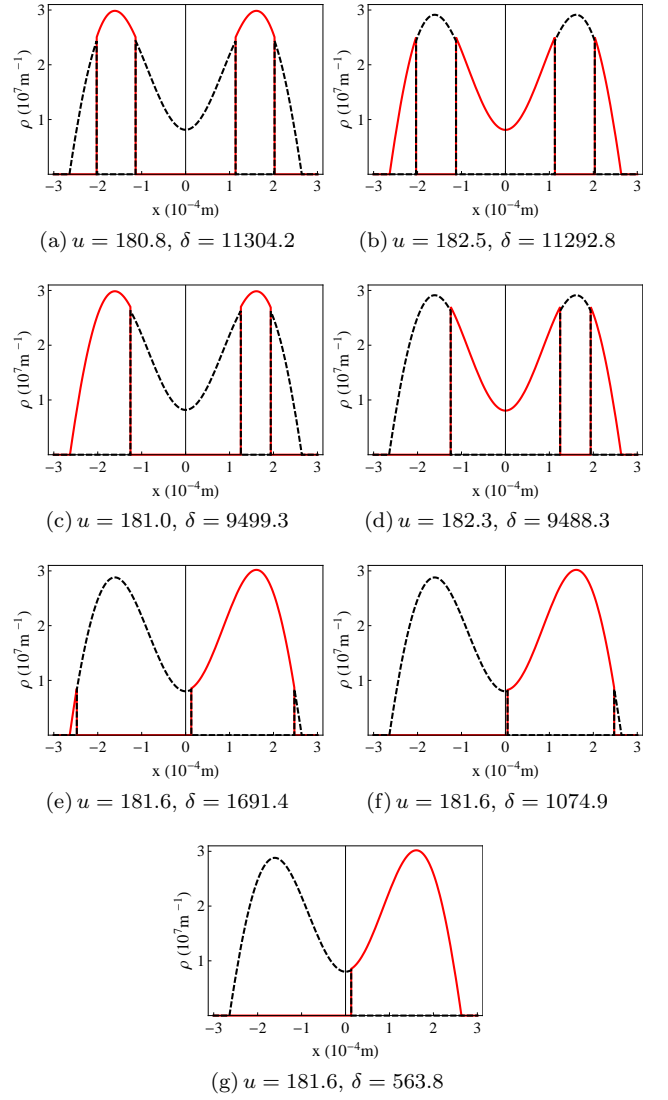 ρ (10⁷m⁻¹)
3
2
1
−3 −2 −1 0 1 2 3
x (10⁻⁴m)
(a) u = 180.8, δ = 11304.2
ρ (10⁷m⁻¹)
3
2
1
−3 −2 −1 0 1 2 3
x (10⁻⁴m)
(b) u = 182.5, δ = 11292.8
ρ (10⁷m⁻¹)
3
2
1
−3 −2 −1 0 1 2 3
x (10⁻⁴m)
(c) u = 181.0, δ = 9499.3
ρ (10⁷m⁻¹)
3
2
1
−3 −2 −1 0 1 2 3
x (10⁻⁴m)
(d) u = 182.3, δ = 9488.3
ρ (10⁷m⁻¹)
3
2
1
−3 −2 −1 0 1 2 3
x (10⁻⁴m)
(e) u = 181.6, δ = 1691.4
ρ (10⁷m⁻¹)
3
2
1
−3 −2 −1 0 1 2 3
x (10⁻⁴m)
(f) u = 181.6, δ = 1074.9
ρ (10⁷m⁻¹)
3
2
1
−3 −2 −1 0 1 2 3
x (10⁻⁴m)
(g) u = 181.6, δ = 563.8